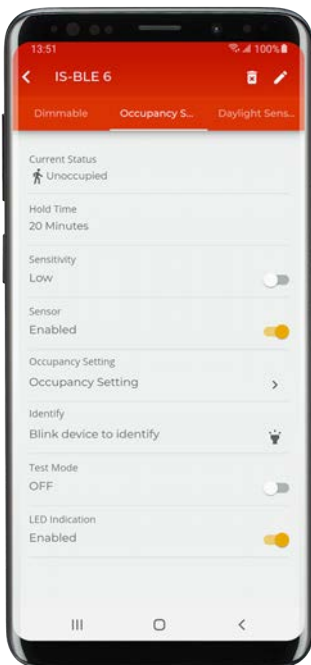 13:51
100%
IS-BLE 6
Dimmable Occupancy S... Daylight Sens...
Current Status
Unoccupied
Hold Time
20 Minutes
Sensitivity
Low
Sensor
Enabled
Occupancy Setting
Occupancy Setting
Identify
Blink device to identify
Test Mode
OFF
LED Indication
Enabled